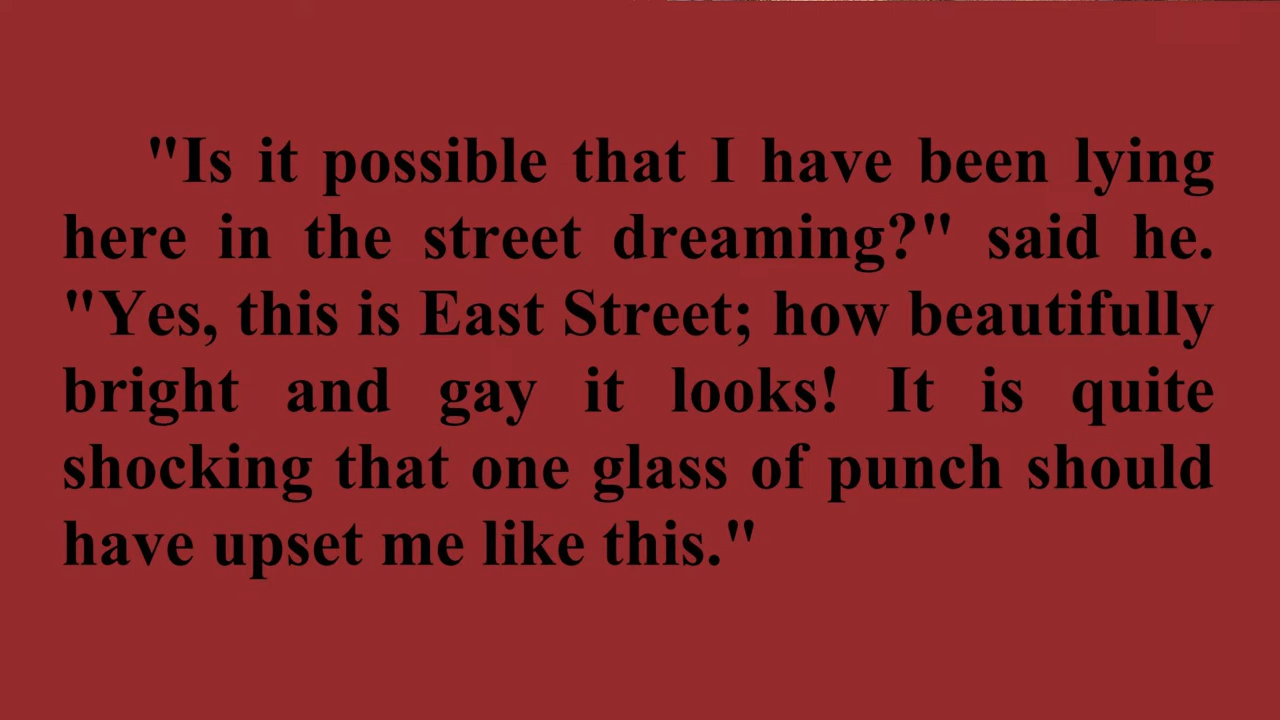 "Is it possible that I have been lying
here in the street dreaming?" said he.
"Yes, this is East Street; how beautifully
bright and gay it looks! It is quite
shocking that one glass of punch should
have upset me like this."